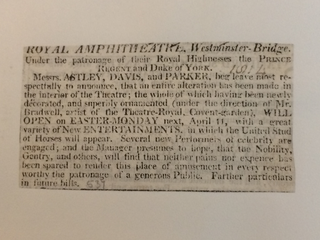 ROYAL AMPHITHEATRE, Westminster-Bridge.
Under the patronage of their Royal Highnesses the PRINCE
REGENT and Duke of YORK.
Messrs. ASTLEY, DAVIS, and PARKER, beg leave most re-
spectfully to announce, that an entire alteration has been made in
the interior of the Theatre; the whole of which having been newly
decorated, and superbly ornamented (under the direction of Mr.
Bradwell, artist of the Theatre-Royal, Covent-garden), WILL
OPEN on EASTER-MONDAY next, April 11, with a great
variety of New ENTERTAINMENTS, in which the United Stud
of Horses will appear. Several new Performers of celebrity are
engaged; and the Manager presumes to hope, that the Nobility,
Gentry, and others, will find that neither pains nor expence has
been spared to render this place of amusement in every respect
worthy the patronage of a generous Public. Farther particulars
in future bills.